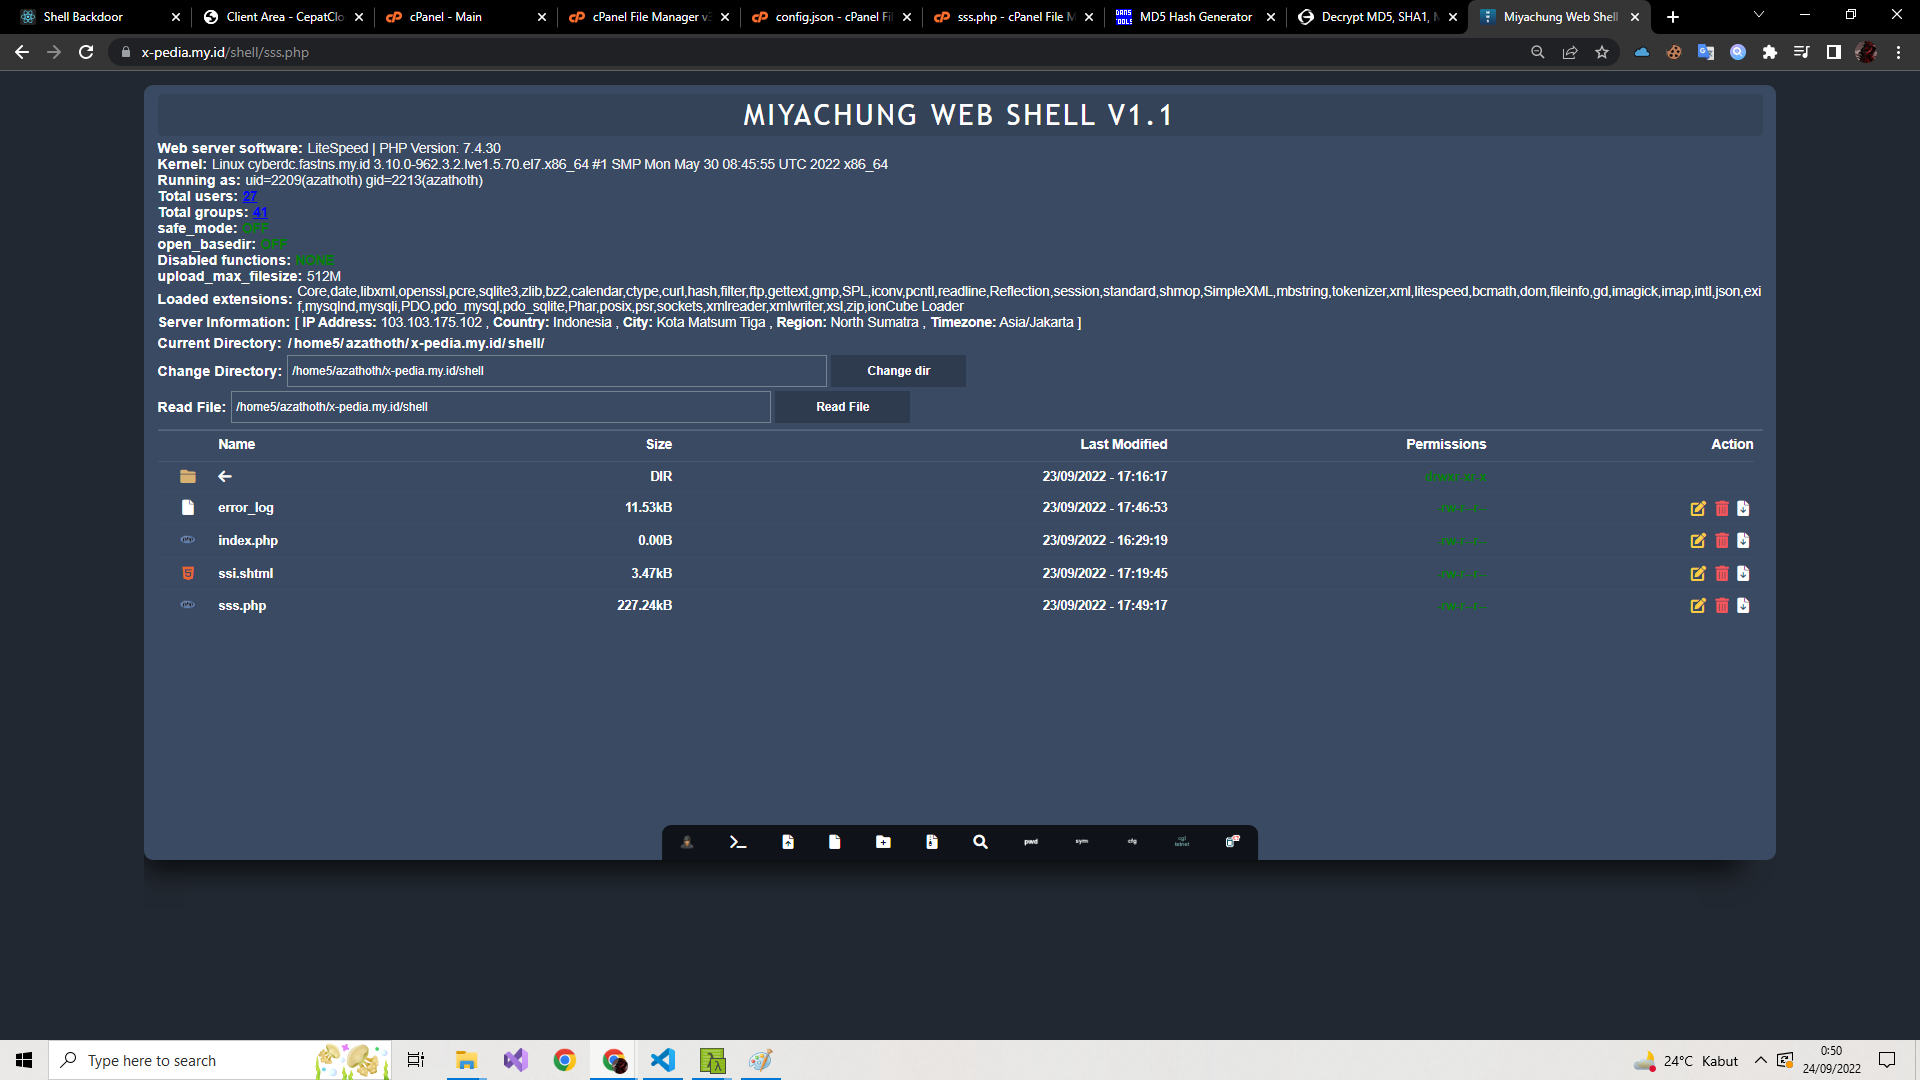 Shell Backdoor
Client Area - CepatClo
cPanel - Main
cPanel File Manager v3
config.json - cPanel Fil
sss.php - cPanel File M
MD5 Hash Generator
Decrypt MD5, SHA1, M
Miyachung Web Shell
x-pedia.my.id/shell/sss.php
MIYACHUNG WEB SHELL V1.1
Web server software: LiteSpeed | PHP Version: 7.4.30
Kernel: Linux cyberdc.fastns.my.id 3.10.0-962.3.2.lve1.5.70.el7.x86_64 #1 SMP Mon May 30 08:45:55 UTC 2022 x86_64
Running as: uid=2209(azathoth) gid=2213(azathoth)
Total users: 27
Total groups: 41
safe_mode: OFF
open_basedir: OFF
Disabled functions: NONE
upload_max_filesize: 512M
Loaded extensions: Core,date,libxml,openssl,pcre,sqlite3,zlib,bz2,calendar,ctype,curl,hash,filter,ftp,gettext,gmp,SPL,iconv,pcntl,readline,Reflection,session,standard,shmop,SimpleXML,mbstring,tokenizer,xml,litespeed,bcmath,dom,fileinfo,gd,imagick,imap,intl,json,exi
f,mysqlnd,mysqli,PDO,pdo_mysql,pdo_sqlite,Phar,posix,psr,sockets,xmlreader,xmlwriter,xsl,zip,ionCube Loader
Server Information: [ IP Address: 103.103.175.102 , Country: Indonesia , City: Kota Matsum Tiga , Region: North Sumatra , Timezone: Asia/Jakarta ]
Current Directory: /home5/azathoth/x-pedia.my.id/shell/
Change Directory: /home5/azathoth/x-pedia.my.id/shell Change dir
Read File: /home5/azathoth/x-pedia.my.id/shell Read File
Name Size Last Modified Permissions Action
DIR 23/09/2022 - 17:16:17 drwxr-xr-x
error_log 11.53kB 23/09/2022 - 17:46:53 -rw-r--r--
index.php 0.00B 23/09/2022 - 16:29:19 -rw-r--r--
ssi.shtml 3.47kB 23/09/2022 - 17:19:45 -rw-r--r--
sss.php 227.24kB 23/09/2022 - 17:49:17 -rw-r--r--
pwd sym cfg cgi
telnet
Type here to search
24°C Kabut
0:50
24/09/2022